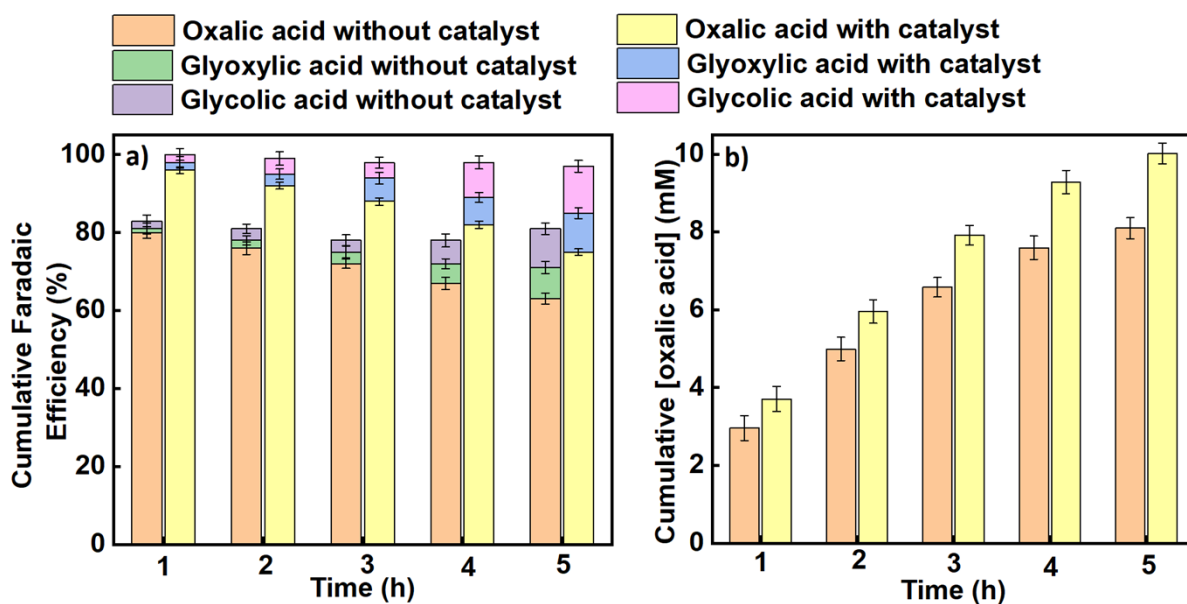 Oxalic acid without catalyst
Oxalic acid with catalyst
Glyoxylic acid without catalyst
Glyoxylic acid with catalyst
Glycolic acid without catalyst
Glycolic acid with catalyst
a)
Cumulative Faradaic
Efficiency (%)
100
80
60
40
20
0
1 2 3 4 5
Time (h)
b)
Cumulative [oxalic acid] (mM)
10
8
6
4
2
0
1 2 3 4 5
Time (h)